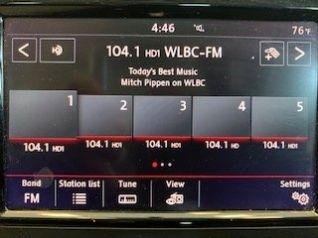 4:46 76°F
104.1 HD1 WLBC-FM
Today's Best Music
Mitch Pippen on WLBC
1 2 3 4 5
104.1 HD1 104.1 HD1 104.1 HD1 104.1 HD1 104.1 HD1
Band Station list Tune View Settings
FM